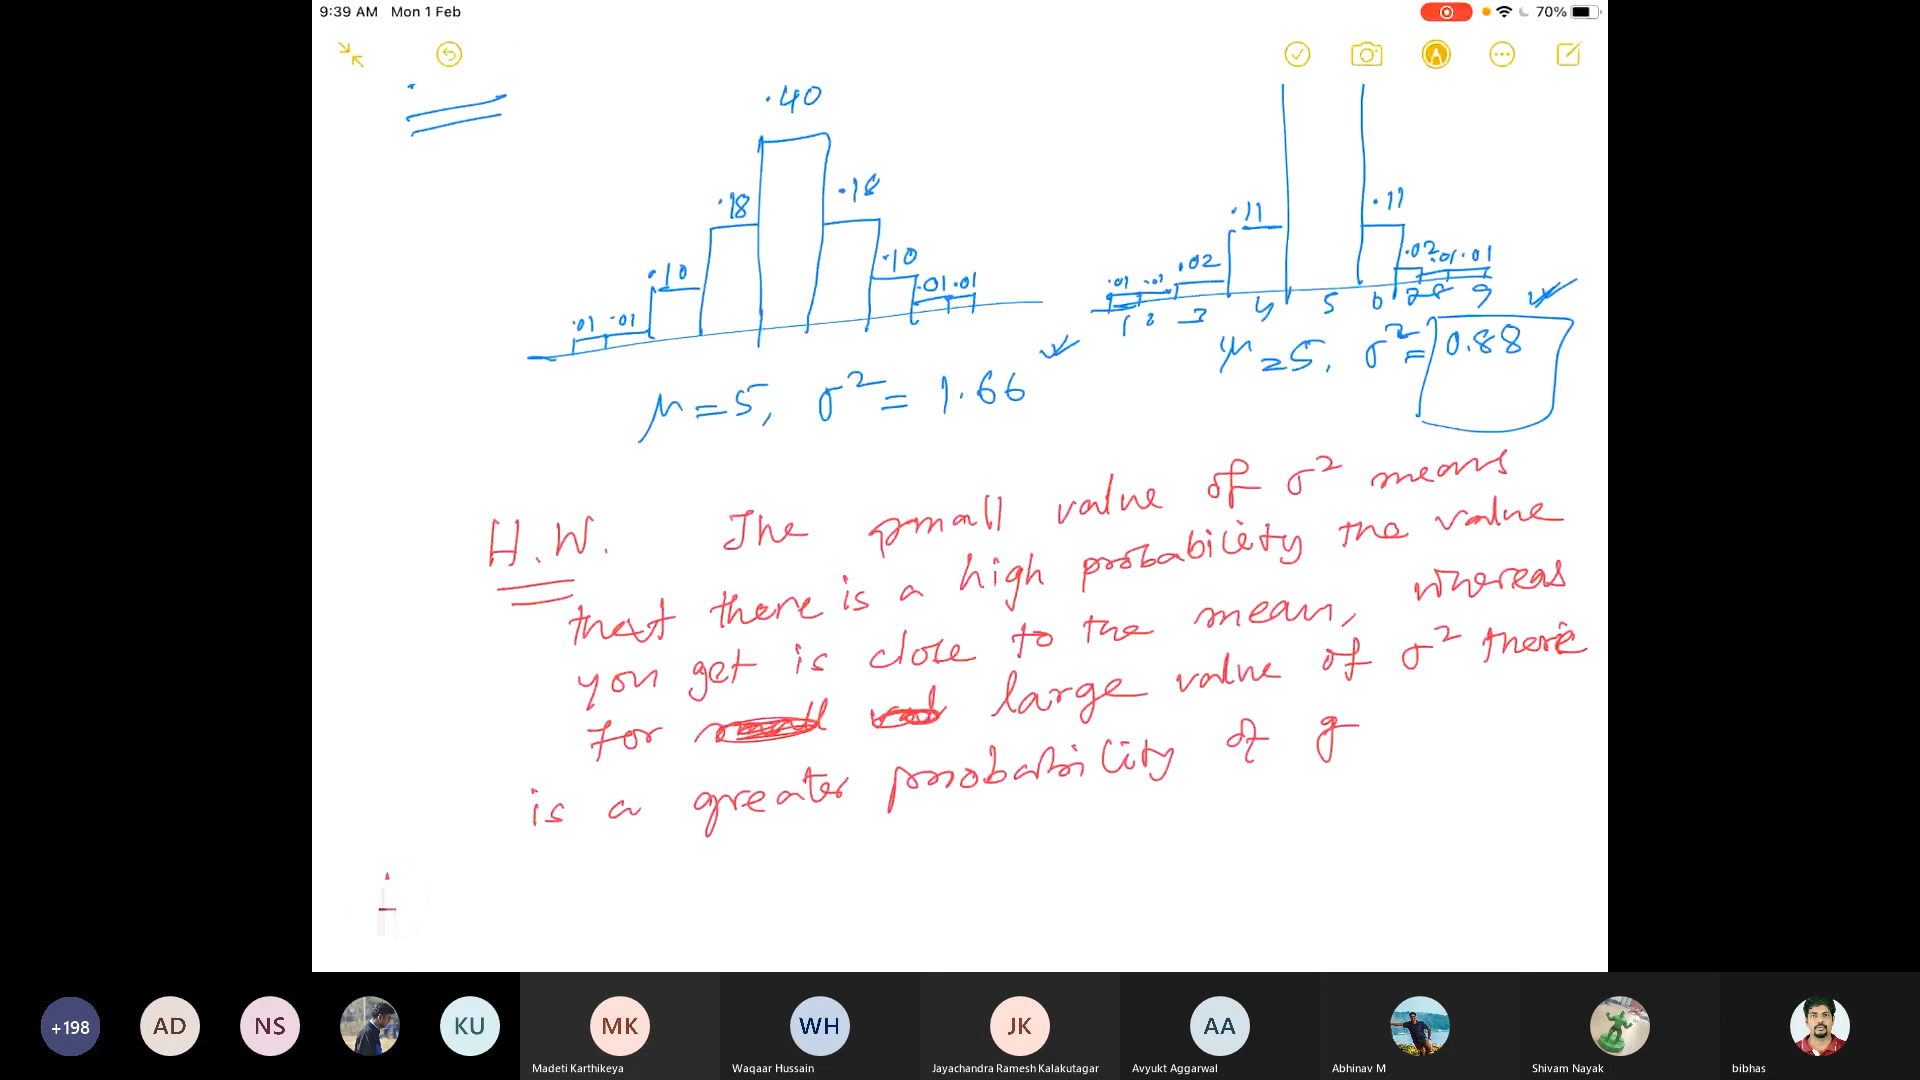 9:39 AM Mon 1 Feb
70%
.40
.18
.18
.10
.10
.01 .01
.01 .01
μ = 5, σ² = 1.66
.11
.11
.01 .01 .02
.02 .01 .01
1 2 3 4 5 6 7 8 9
μ = 5, σ² = 0.88
H.W. The small value of σ² means
that there is a high probability the value
you get is close to the mean, whereas
for large value of σ² there
is a greater probability of g
+198
AD
NS
KU
MK
WH
JK
AA
Madeti Karthikeya
Waqaar Hussain
Jayachandra Ramesh Kalakutagar
Avyukt Aggarwal
Abhinav M
Shivam Nayak
bibhas